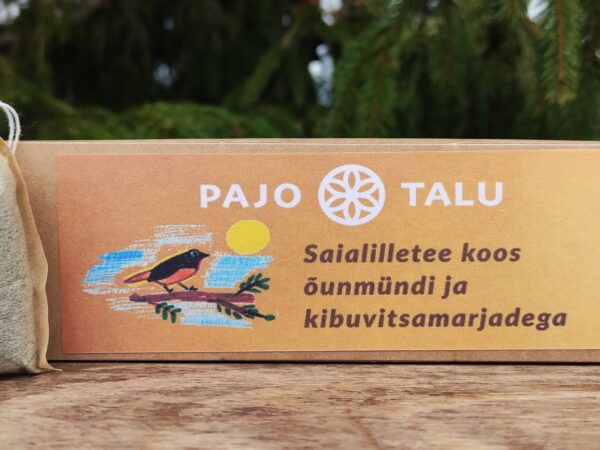 PAJO TALU
Saialilletee koos
õunmündi ja
kibuvitsamarjadega